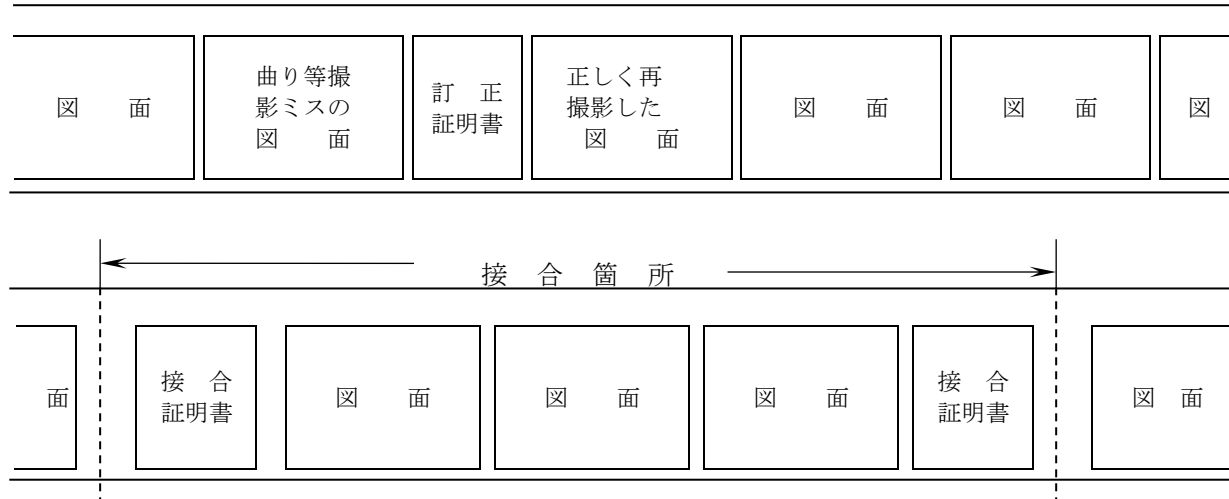 図　面
曲り等撮
影ミスの
図　面
訂　正
証明書
正しく再
撮影した
図　面
図　面
図　面
図
接　合　箇　所
面
接　合
証明書
図　面
図　面
図　面
接　合
証明書
図　面